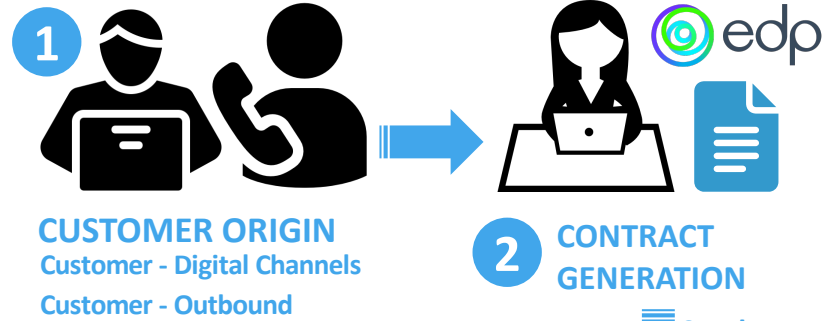 1
edp
CUSTOMER ORIGIN
Customer - Digital Channels
Customer - Outbound
2
CONTRACT
GENERATION